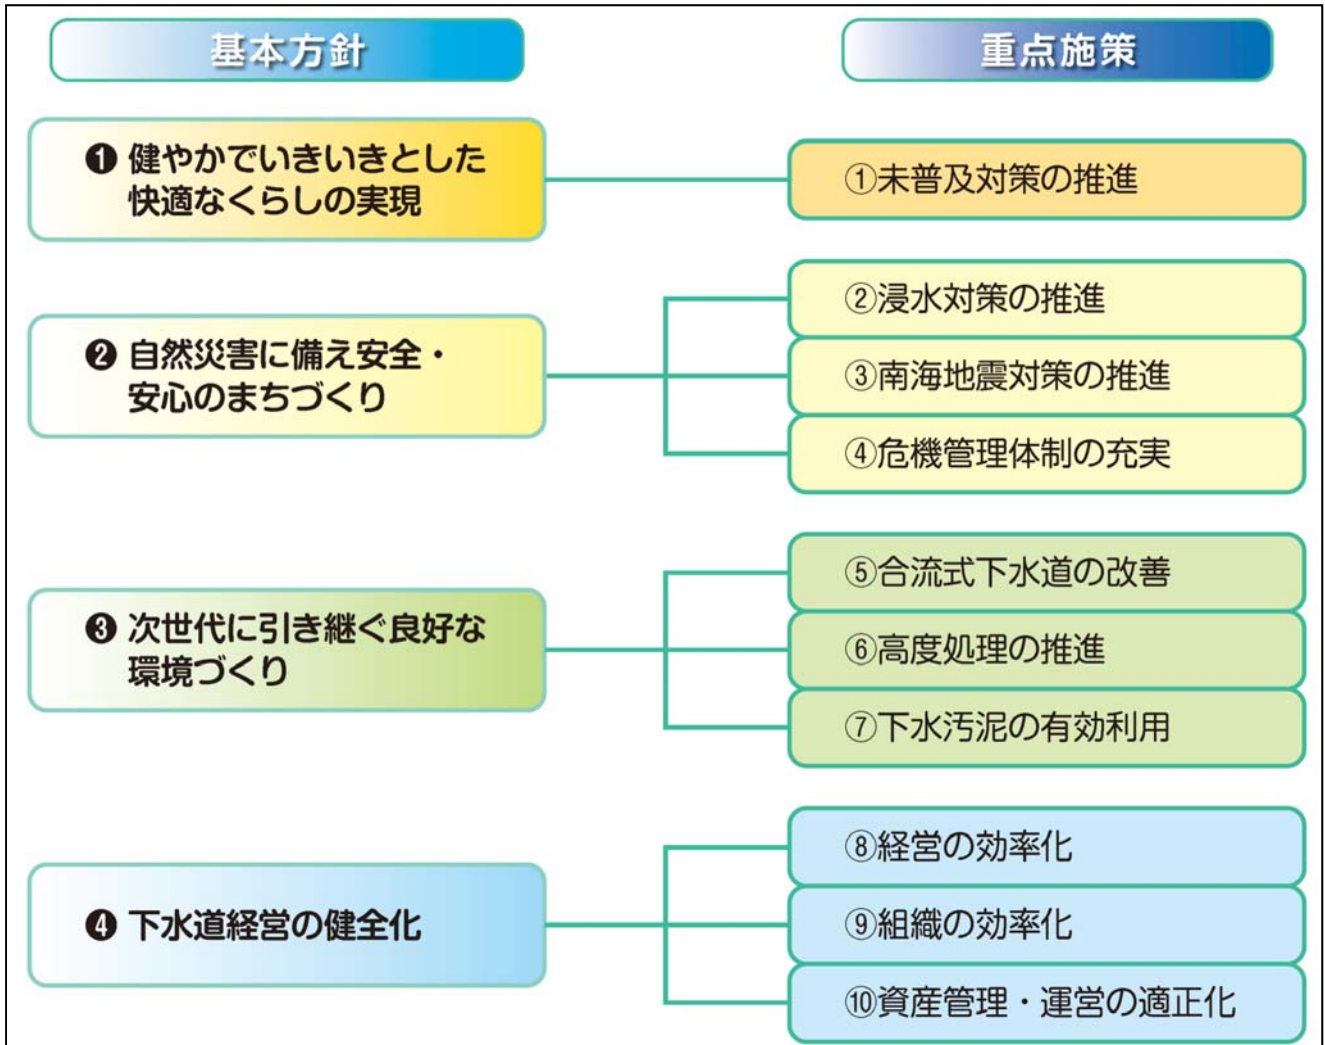 基本方針
重点施策
❶ 健やかでいきいきとした
快適なくらしの実現
①未普及対策の推進
❷ 自然災害に備え安全・
安心のまちづくり
②浸水対策の推進
③南海地震対策の推進
④危機管理体制の充実
❸ 次世代に引き継ぐ良好な
環境づくり
⑤合流式下水道の改善
⑥高度処理の推進
⑦下水汚泥の有効利用
❹ 下水道経営の健全化
⑧経営の効率化
⑨組織の効率化
⑩資産管理・運営の適正化